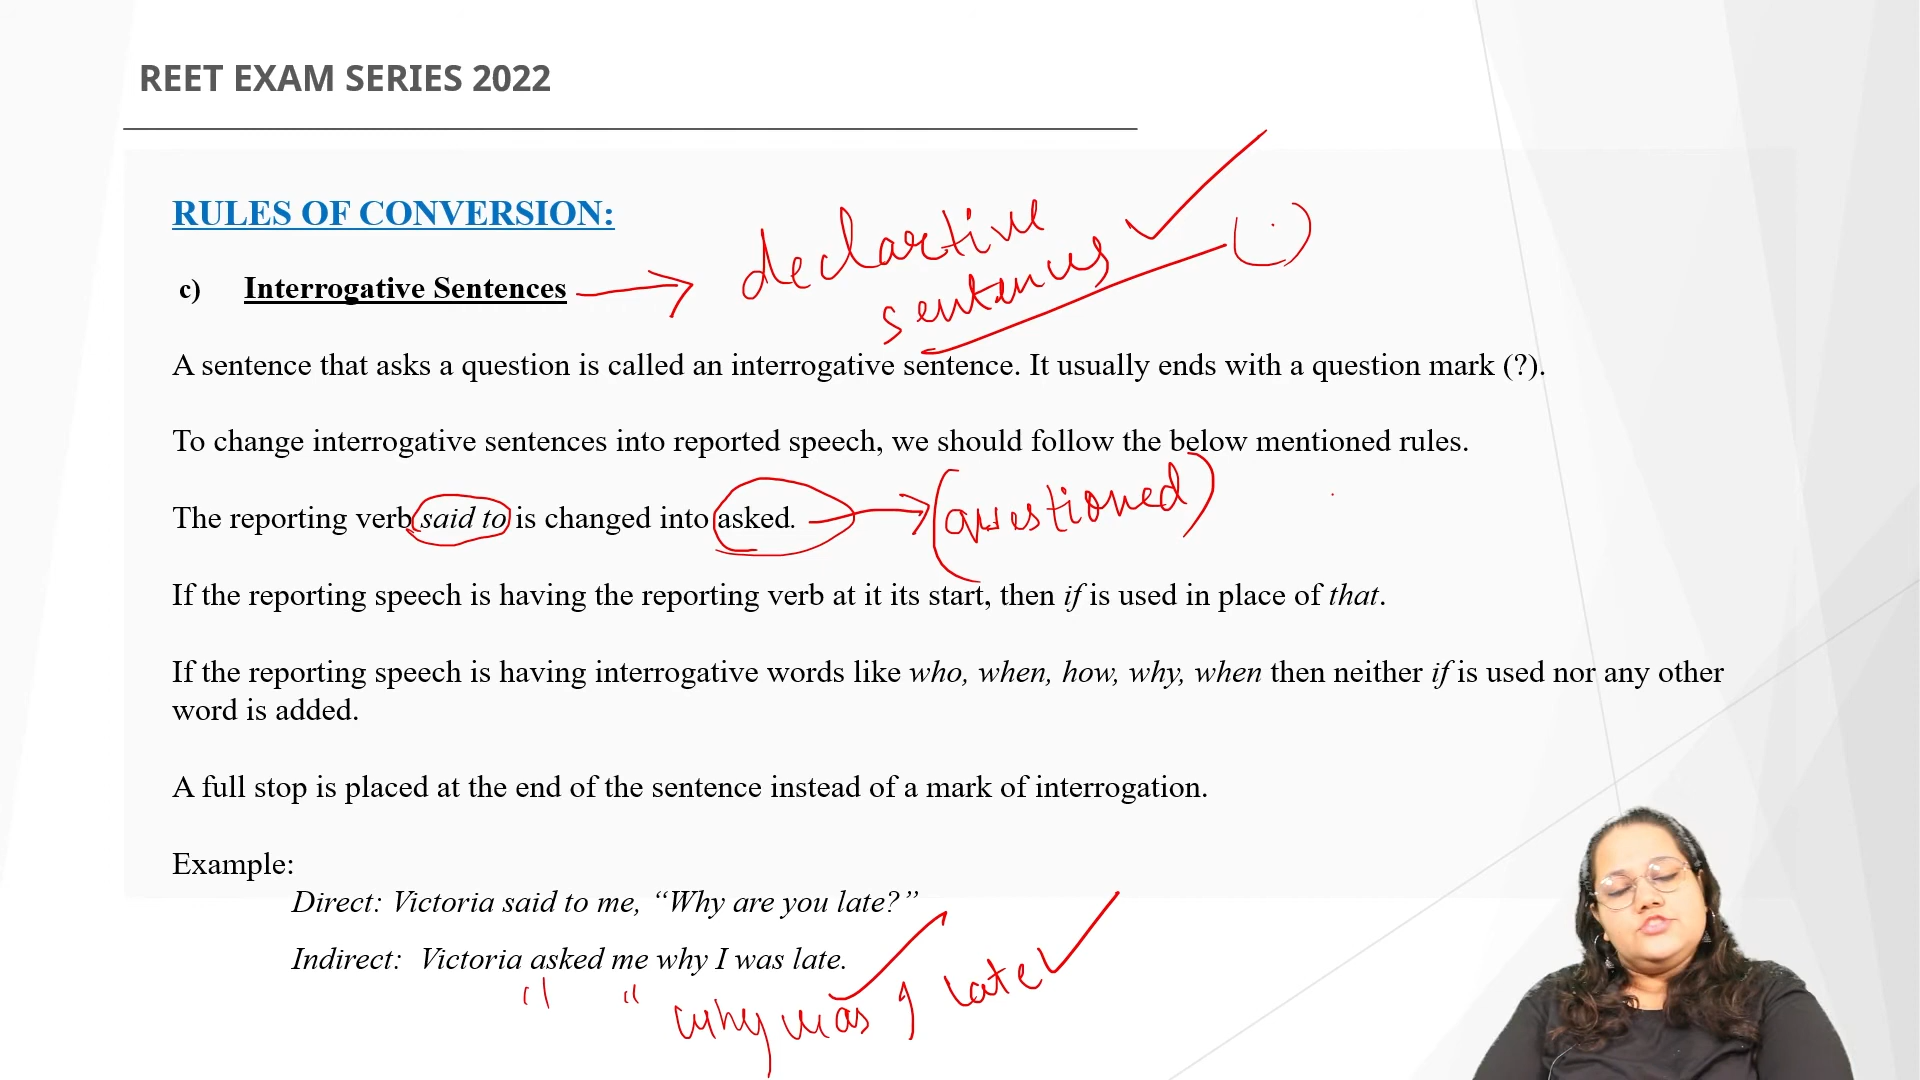 REET EXAM SERIES 2022
RULES OF CONVERSION:
declartive
sentences (.)
c) Interrogative Sentences
A sentence that asks a question is called an interrogative sentence. It usually ends with a question mark (?).
To change interrogative sentences into reported speech, we should follow the below mentioned rules.
The reporting verb said to is changed into asked. (questioned)
If the reporting speech is having the reporting verb at it its start, then if is used in place of that.
If the reporting speech is having interrogative words like who, when, how, why, when then neither if is used nor any other
word is added.
A full stop is placed at the end of the sentence instead of a mark of interrogation.
Example:
Direct: Victoria said to me, “Why are you late?”
Indirect: Victoria asked me why I was late.
" " why was I late